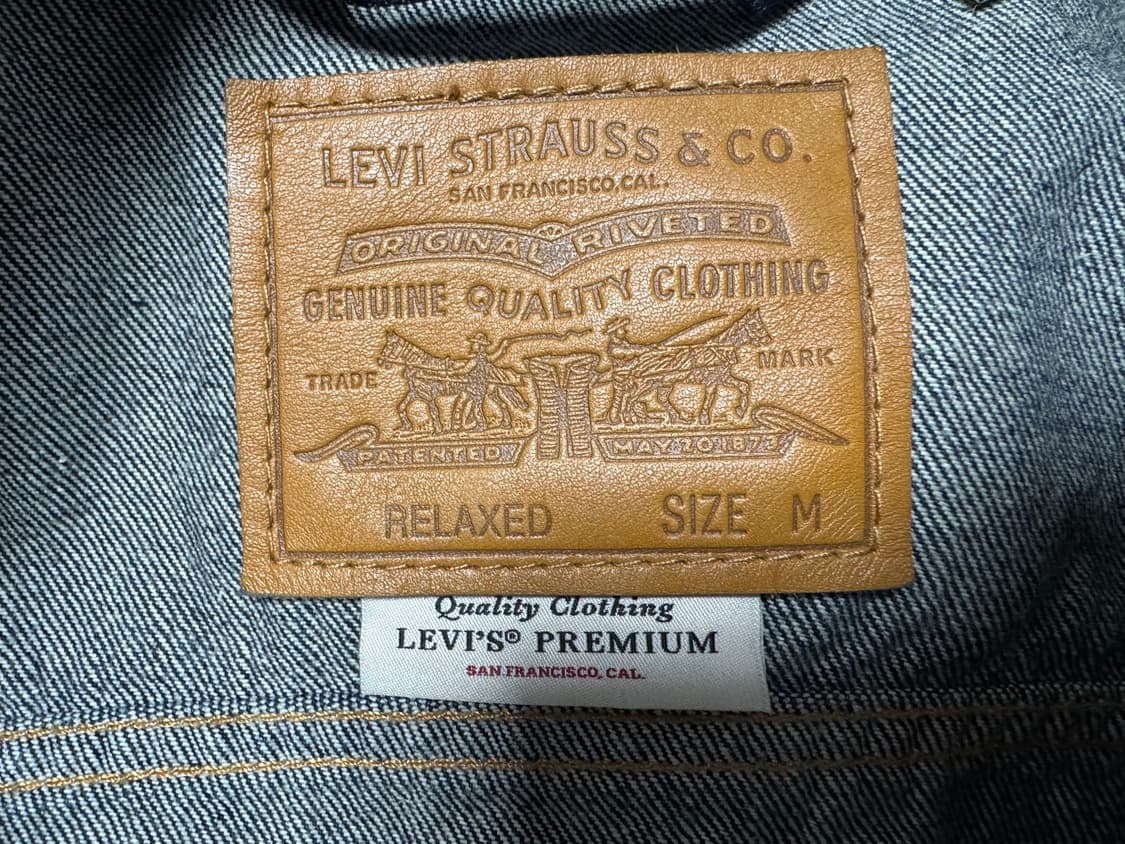 LEVI STRAUSS & CO.
SAN FRANCISCO, CAL.
ORIGINAL RIVETED
GENUINE QUALITY CLOTHING
TRADE MARK
PATENTED MAY 20 1873
RELAXED SIZE M
Quality Clothing
LEVI'S® PREMIUM
SAN FRANCISCO, CAL.